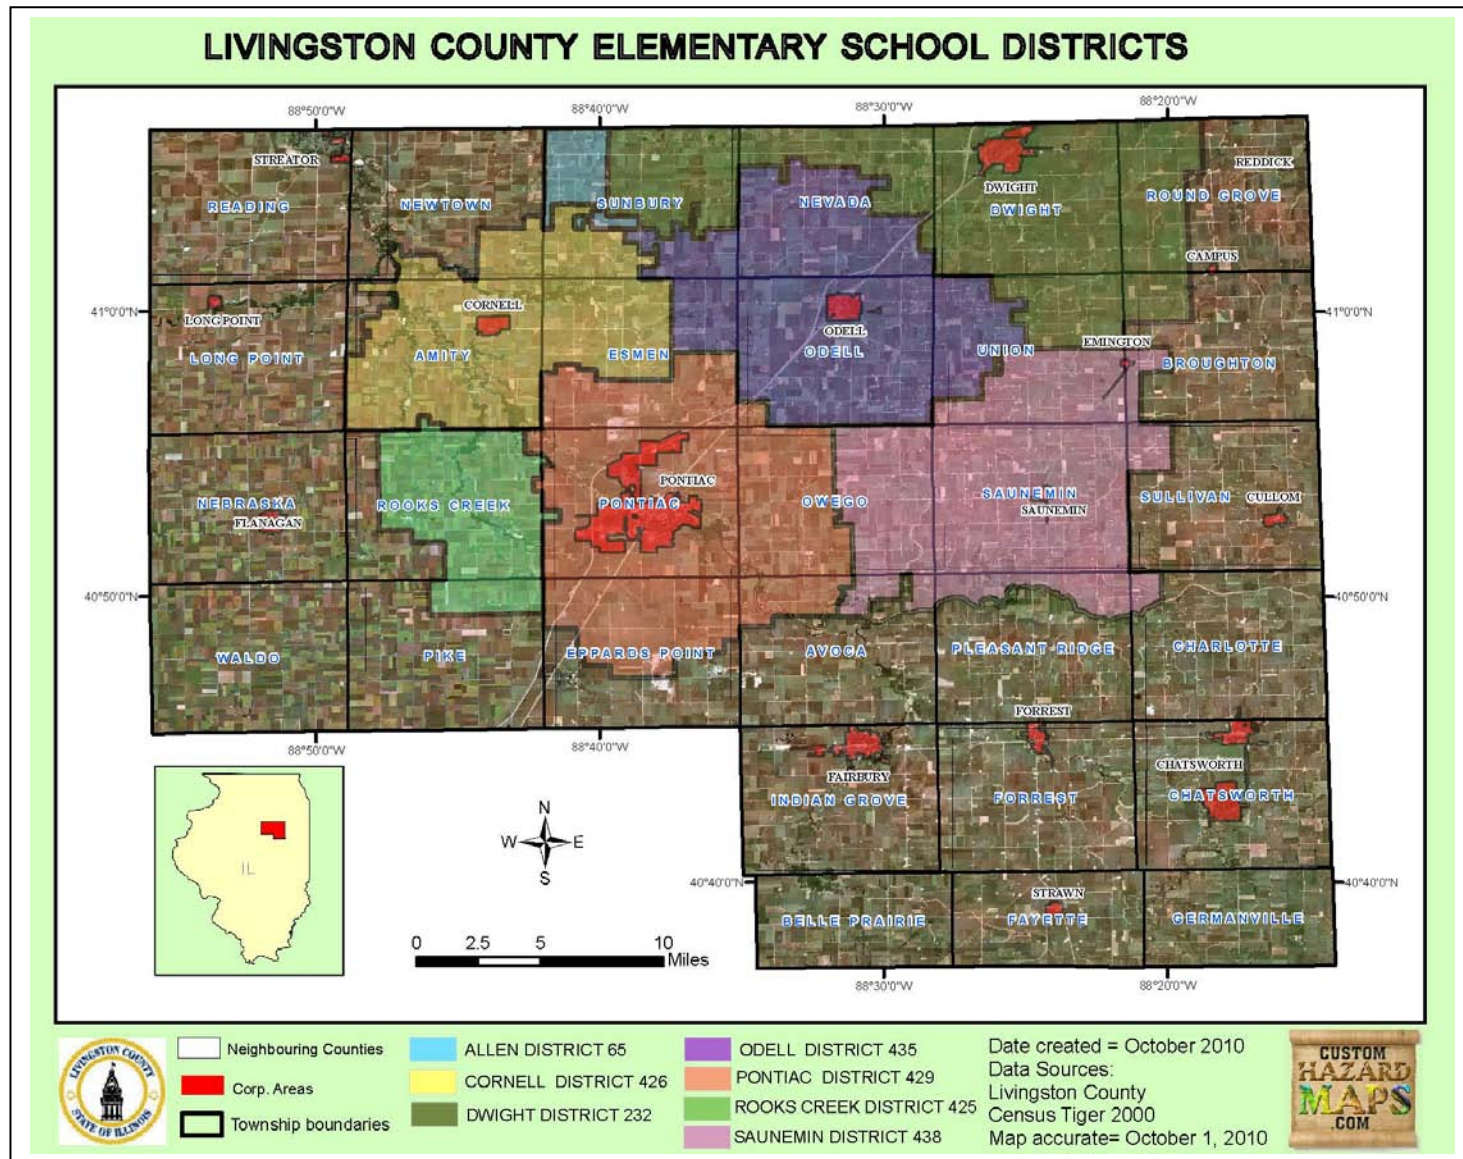 LIVINGSTON COUNTY ELEMENTARY SCHOOL DISTRICTS
88°50'0"W
88°40'0"W
88°30'0"W
88°20'0"W
STREATOR
REDDICK
DWIGHT
READING
NEWTOWN
SUNBURY
NEVADA
DWIGHT
ROUND GROVE
CAMPUS
41°0'0"N
LONG POINT
CORNELL
ODELL
EMINGTON
41°0'0"N
LONG POINT
AMITY
ESMEN
ODELL
UNION
BROUGHTON
PONTIAC
NEBRASKA
FLANAGAN
ROOKS CREEK
PONTIAC
OWEGO
SAUNEMIN
SAUNEMIN
SULLIVAN
CULLOM
40°50'0"N
40°50'0"N
WALDO
PIKE
EPPARDS POINT
AVOCA
PLEASANT RIDGE
CHARLOTTE
FORREST
88°50'0"W
88°40'0"W
FAIRBURY
CHATSWORTH
INDIAN GROVE
FORREST
CHATSWORTH
IL
N
W
E
S
40°40'0"N
40°40'0"N
STRAWN
BELLE PRAIRIE
FAYETTE
GERMANVILLE
0 2.5 5 10
Miles
88°30'0"W
88°20'0"W
LIVINGSTON COUNTY
STATE OF ILLINOIS
Neighbouring Counties
Corp. Areas
Township boundaries
ALLEN DISTRICT 65
CORNELL DISTRICT 426
DWIGHT DISTRICT 232
ODELL DISTRICT 435
PONTIAC DISTRICT 429
ROOKS CREEK DISTRICT 425
SAUNEMIN DISTRICT 438
Date created = October 2010
Data Sources:
Livingston County
Census Tiger 2000
Map accurate= October 1, 2010
CUSTOM
HAZARD
MAPS
.COM